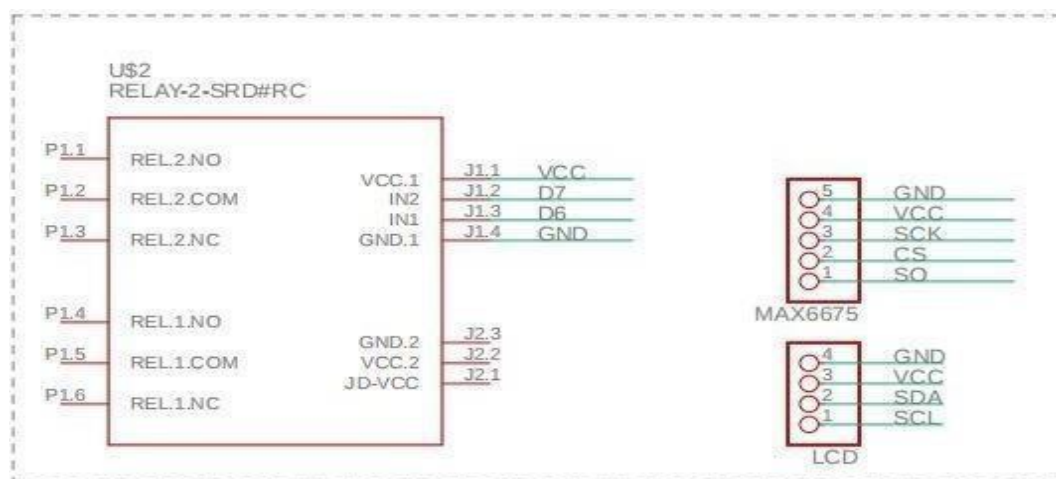 U$2
RELAY-2-SRD#RC
P1.1
REL.2.NO
P1.2
REL.2.COM
P1.3
REL.2.NC
P1.4
REL.1.NO
P1.5
REL.1.COM
P1.6
REL.1.NC
VCC.1 J1.1 VCC
IN2 J1.2 D7
IN1 J1.3 D6
GND.1 J1.4 GND
GND.2 J2.3
VCC.2 J2.2
JD-VCC J2.1
5 GND
4 VCC
3 SCK
2 CS
1 SO
MAX6675
4 GND
3 VCC
2 SDA
1 SCL
LCD